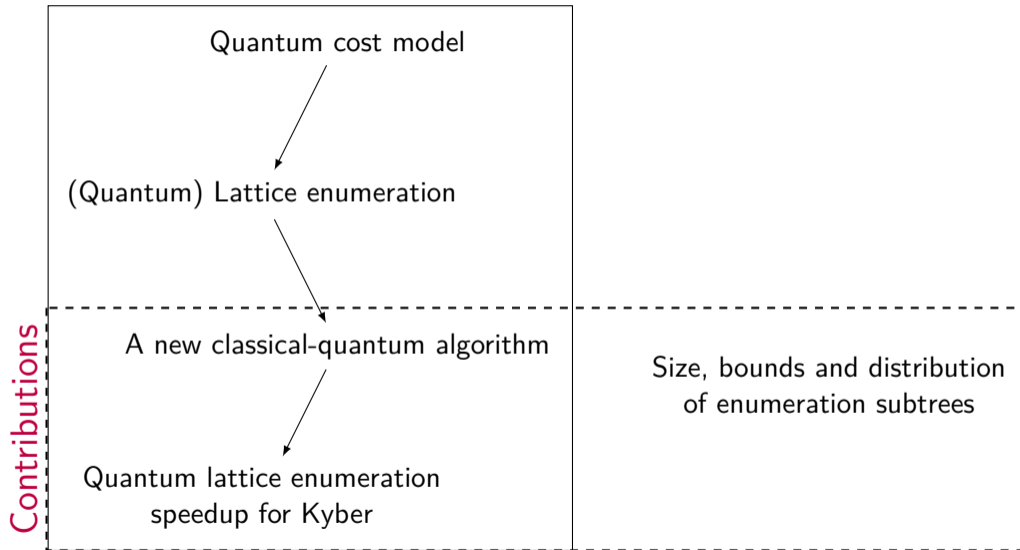 Quantum cost model
(Quantum) Lattice enumeration
A new classical-quantum algorithm
Size, bounds and distribution
of enumeration subtrees
Quantum lattice enumeration
speedup for Kyber
Contributions